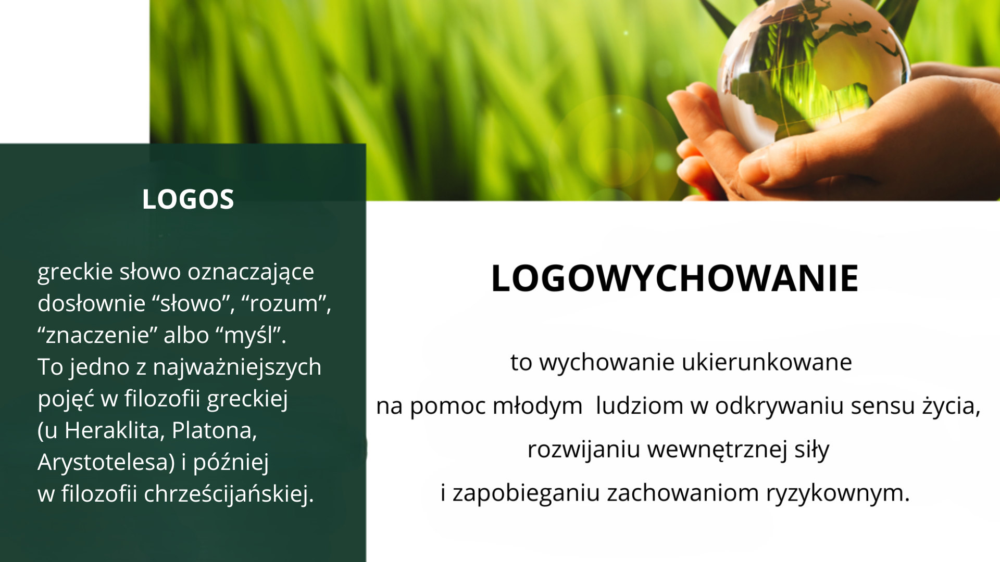 LOGOS
greckie słowo oznaczające
dosłownie “słowo”, “rozum”,
“znaczenie” albo “myśl”.
To jedno z najważniejszych
pojęć w filozofii greckiej
(u Heraklita, Platona,
Arystotelesa) i później
w filozofii chrześcijańskiej.
LOGOWYCHOWANIE
to wychowanie ukierunkowane
na pomoc młodym  ludziom w odkrywaniu sensu życia,
rozwijaniu wewnętrznej siły
i zapobieganiu zachowaniom ryzykownym.